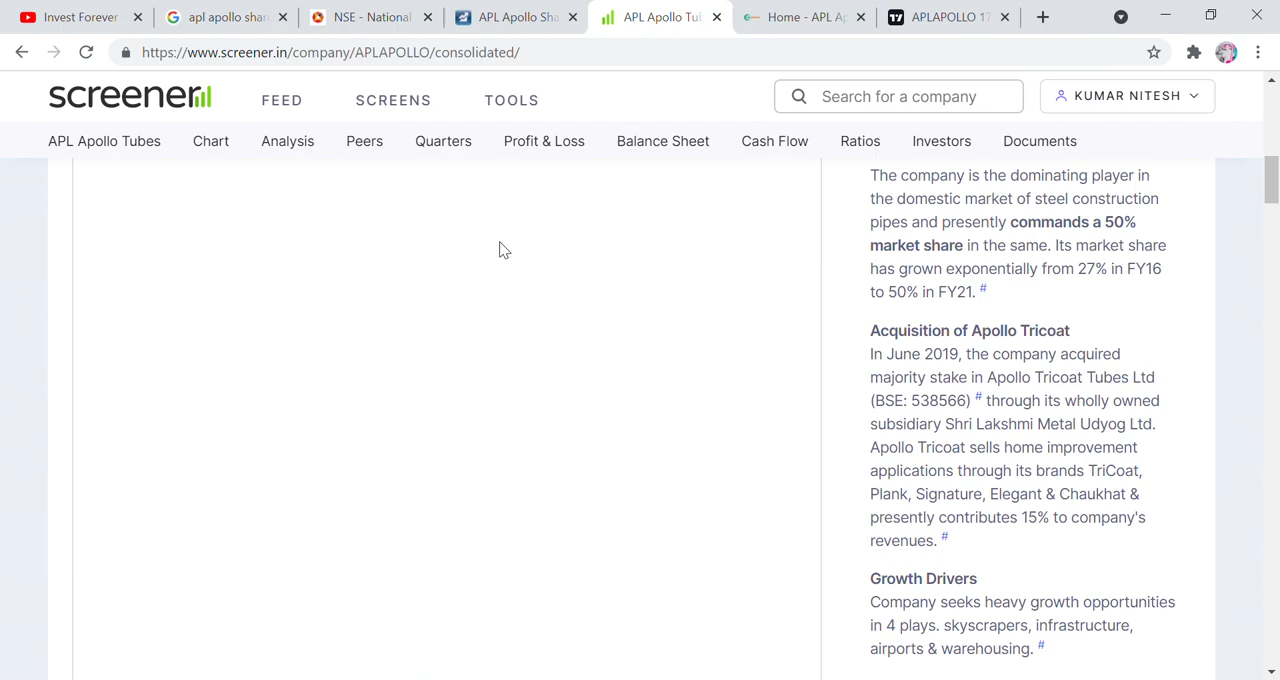 Invest Forever
apl apollo shar
NSE - National
APL Apollo Sha
APL Apollo Tub
Home - APL Ap
APLAPOLLO 17
https://www.screener.in/company/APLAPOLLO/consolidated/
screener
FEED
SCREENS
TOOLS
Search for a company
KUMAR NITESH
APL Apollo Tubes
Chart
Analysis
Peers
Quarters
Profit & Loss
Balance Sheet
Cash Flow
Ratios
Investors
Documents
The company is the dominating player in
the domestic market of steel construction
pipes and presently commands a 50%
market share in the same. Its market share
has grown exponentially from 27% in FY16
to 50% in FY21. #
Acquisition of Apollo Tricoat
In June 2019, the company acquired
majority stake in Apollo Tricoat Tubes Ltd
(BSE: 538566) # through its wholly owned
subsidiary Shri Lakshmi Metal Udyog Ltd.
Apollo Tricoat sells home improvement
applications through its brands TriCoat,
Plank, Signature, Elegant & Chaukhat &
presently contributes 15% to company's
revenues. #
Growth Drivers
Company seeks heavy growth opportunities
in 4 plays. skyscrapers, infrastructure,
airports & warehousing. #